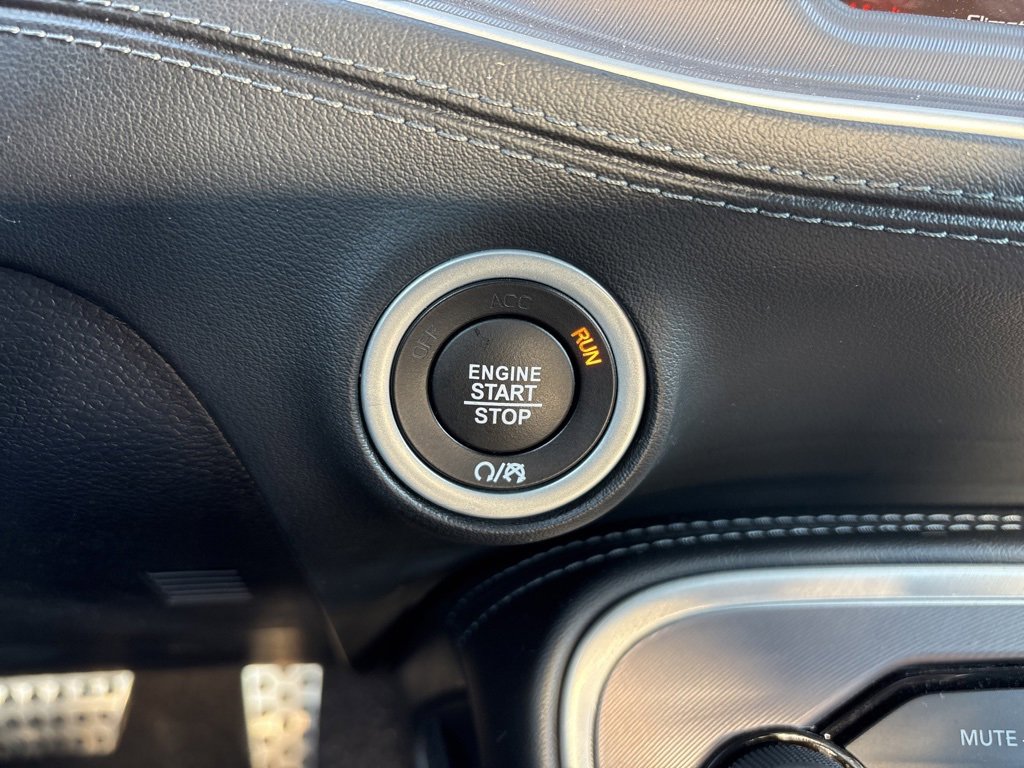 ACC
OFF
RUN
ENGINE
START
STOP
MUTE